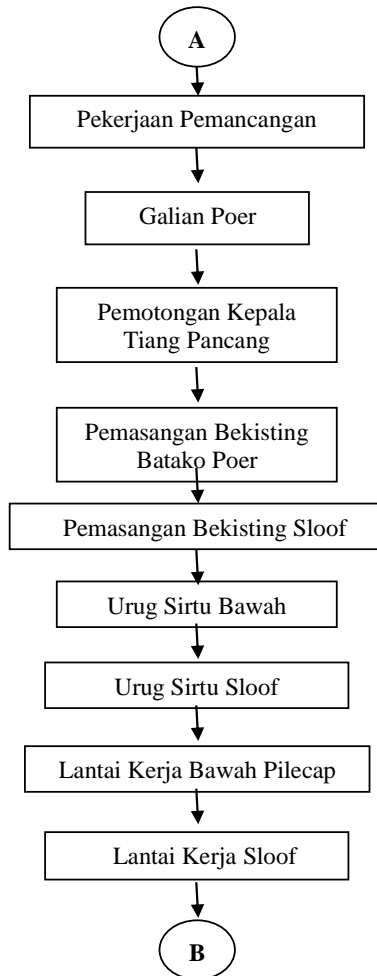 A
Pekerjaan Pemancangan
Galian Poer
Pemotongan Kepala
Tiang Pancang
Pemasangan Bekisting
Batako Poer
Pemasangan Bekisting Sloof
Urug Sirtu Bawah
Urug Sirtu Sloof
Lantai Kerja Bawah Pilecap
Lantai Kerja Sloof
B